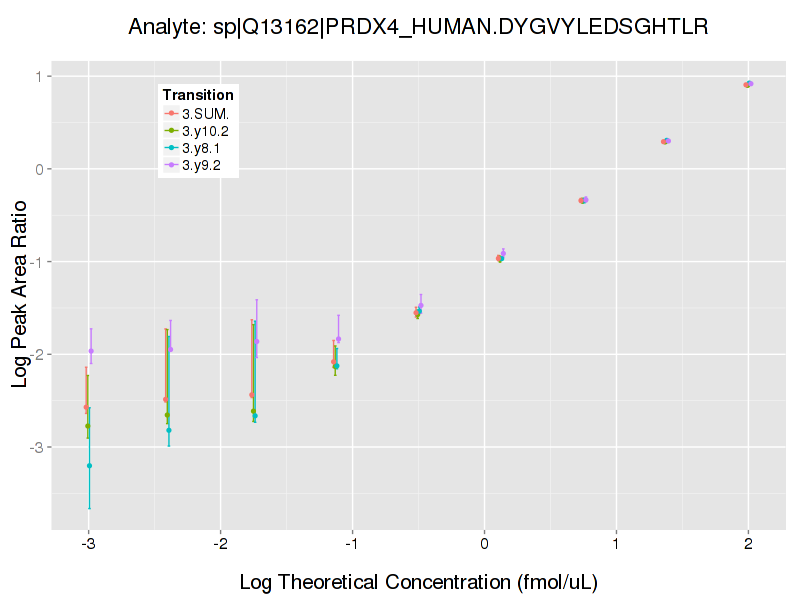 Analyte: sp|Q13162|PRDX4_HUMAN.DYGVYLEDSGHTLR
Log Peak Area Ratio
1
0
-1
-2
-3
Transition
3.SUM.
3.y10.2
3.y8.1
3.y9.2
-3 -2 -1 0 1 2
Log Theoretical Concentration (fmol/uL)